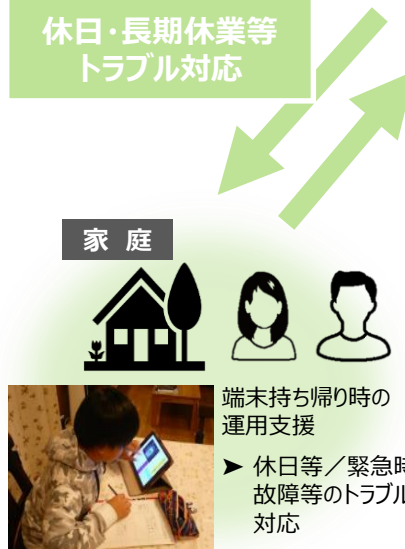 休日・長期休業等
トラブル対応
家 庭
端末持ち帰り時の
運用支援
➤ 休日等／緊急時
故障等のトラブル
対応